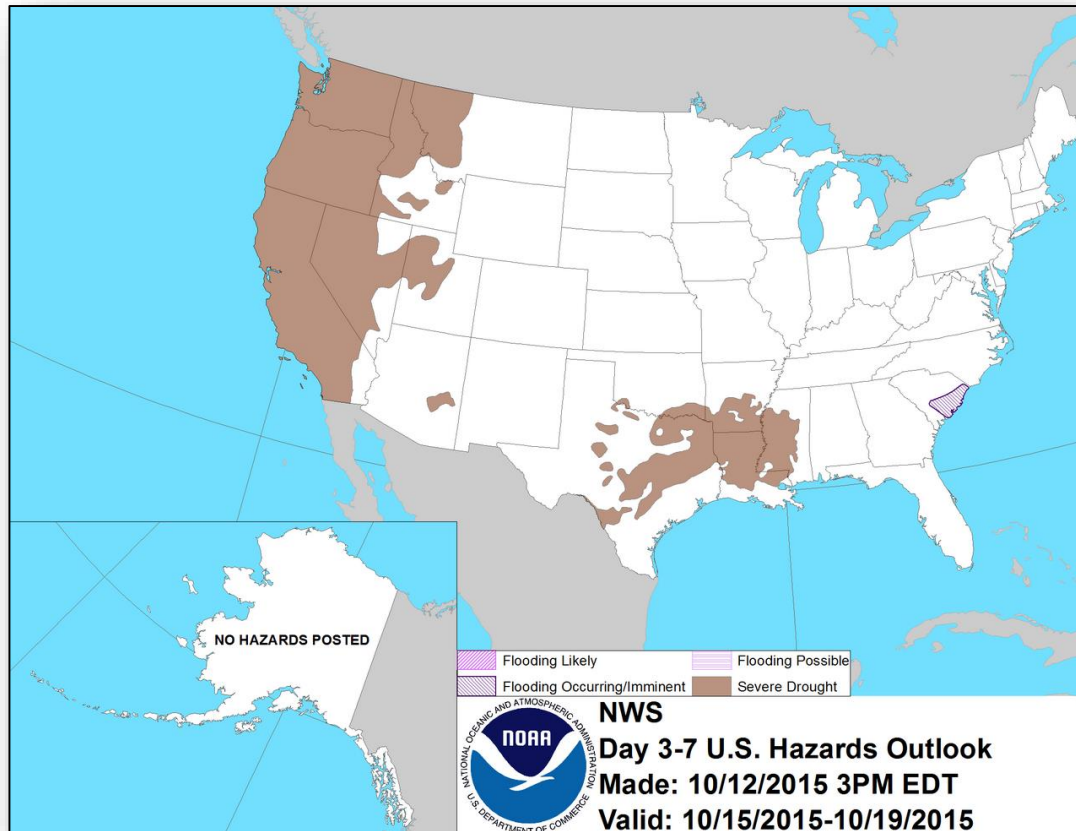 NO HAZARDS POSTED
Flooding Likely
Flooding Possible
Flooding Occurring/Imminent
Severe Drought
NATIONAL OCEANIC AND ATMOSPHERIC ADMINISTRATION
NOAA
U.S. DEPARTMENT OF COMMERCE
NWS
Day 3-7 U.S. Hazards Outlook
Made: 10/12/2015 3PM EDT
Valid: 10/15/2015-10/19/2015